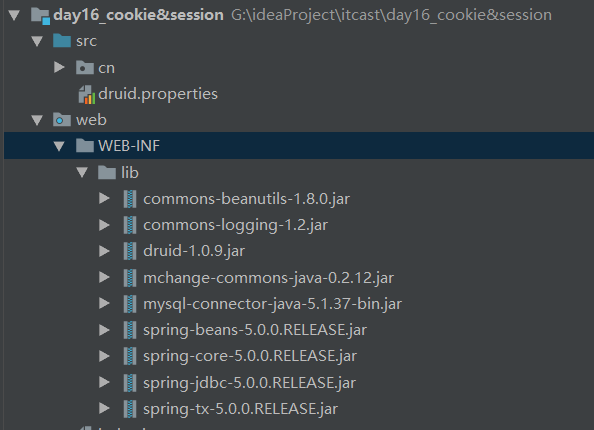 day16_cookie&session G:\ideaProject\itcast\day16_cookie&session
src
cn
druid.properties
web
WEB-INF
lib
commons-beanutils-1.8.0.jar
commons-logging-1.2.jar
druid-1.0.9.jar
mchange-commons-java-0.2.12.jar
mysql-connector-java-5.1.37-bin.jar
spring-beans-5.0.0.RELEASE.jar
spring-core-5.0.0.RELEASE.jar
spring-jdbc-5.0.0.RELEASE.jar
spring-tx-5.0.0.RELEASE.jar